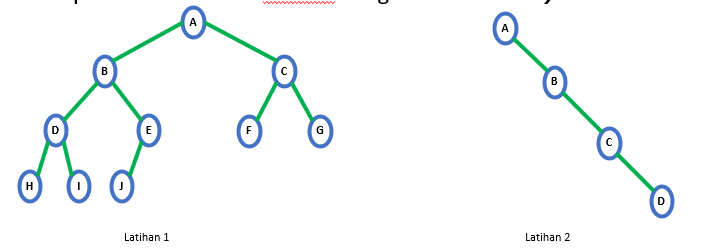 A
B C
D E F G
H I J
Latihan 1
A
B
C
D
Latihan 2